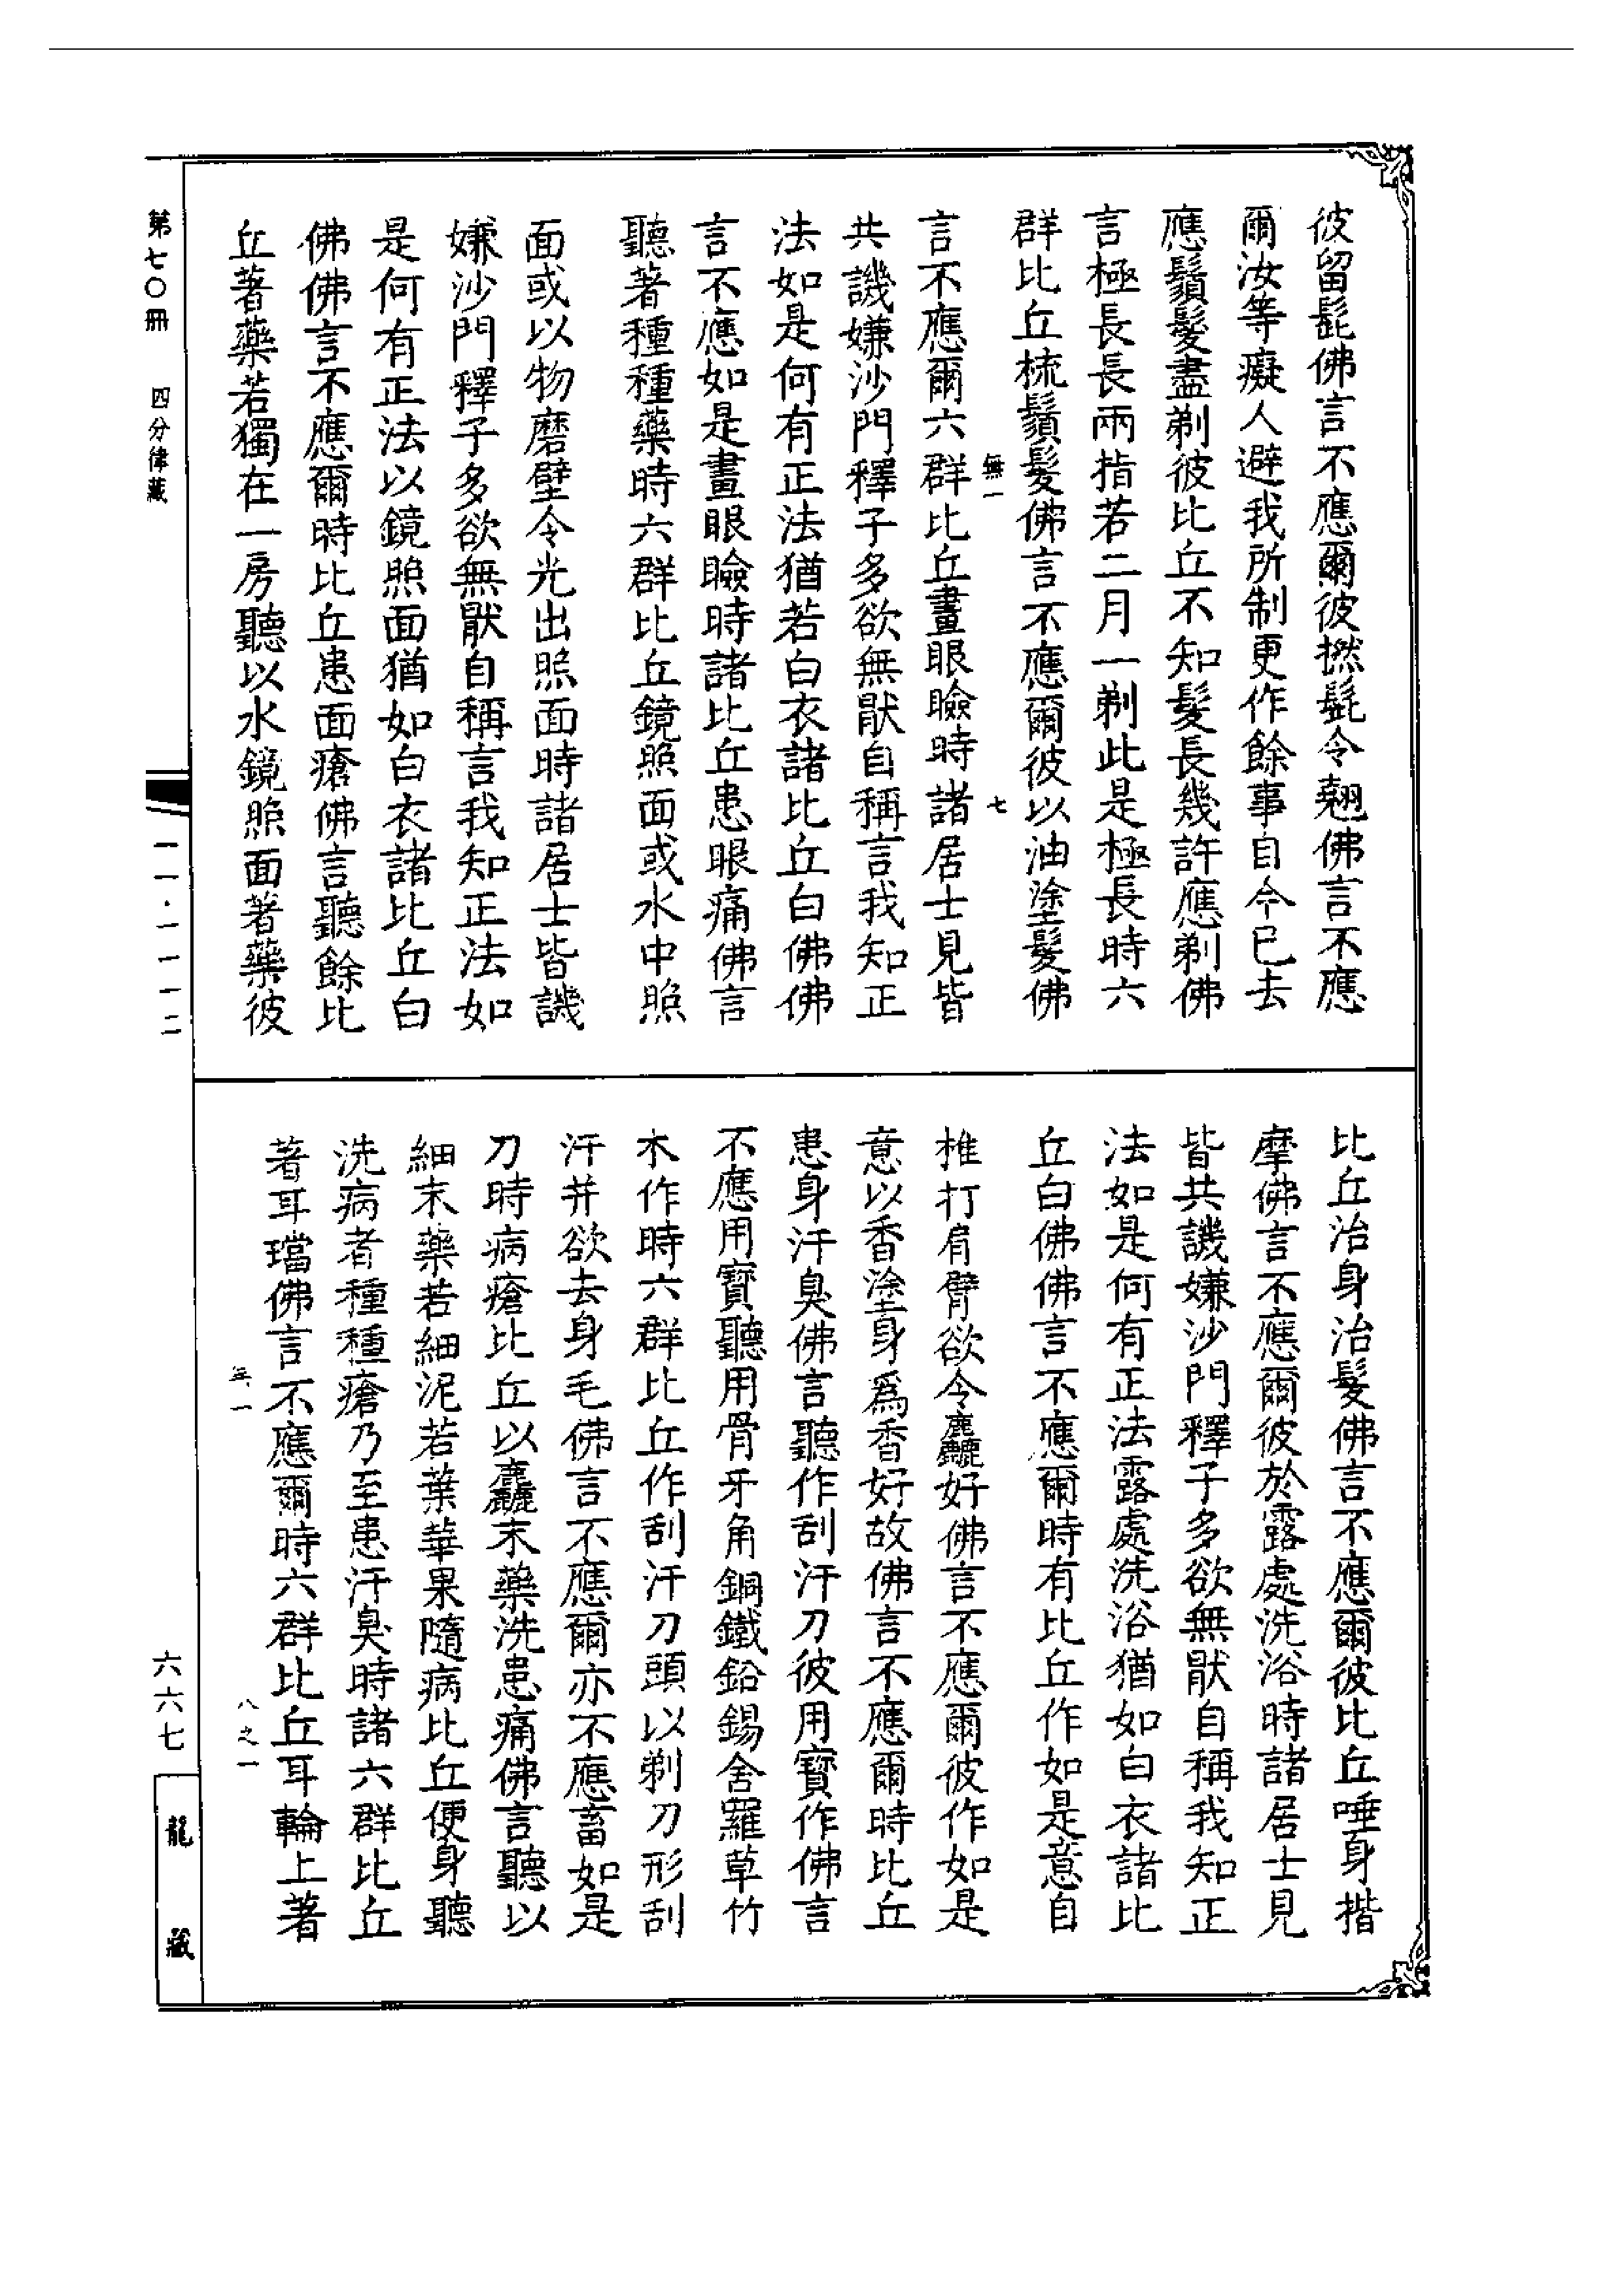 彼留髭佛言不應爾彼撚髭令翹佛言不應
爾汝等癡人避我所制更作餘事自今已去
應鬚髮盡剃彼比丘不知髮長幾許應剃佛
言極長長兩指若二月一剃此是極長時六
群比丘梳鬚髮佛言不應爾彼以油塗髮佛
無一
七
言不應爾六群比丘畫眼瞼時諸居士見皆
共譏嫌沙門釋子多欲無猒自稱言我知正
法如是何有正法猶若白衣諸比丘白佛佛
言不應如是畫眼瞼時諸比丘患眼痛佛言
聽著種種藥時六群比丘鏡照面或水中照
面或以物磨壁令光出照面時諸居士皆譏
嫌沙門釋子多欲無猒自稱言我知正法如
是何有正法以鏡照面猶如白衣諸比丘白
佛佛言不應爾時比丘患面瘡佛言聽餘比
丘著藥若獨在一房聽以水鏡照面著藥彼
比丘治身治髮佛言不應爾彼比丘唾身揩
摩佛言不應爾彼於露處洗浴時諸居士見
皆共譏嫌沙門釋子多欲無猒自稱我知正
法如是何有正法露處洗浴猶如白衣諸比
丘白佛佛言不應爾時有比丘作如是意自
椎打肩臂欲令麤好佛言不應爾彼作如是
意以香塗身爲香好故佛言不應爾時比丘
患身汗臭佛言聽作刮汗刀彼用寶作佛言
不應用寶聽用骨牙角銅鐵鉛錫舍羅草竹
木作時六群比丘作刮汗刀頭以剃刀形刮
汗并欲去身毛佛言不應爾亦不應畜如是
刀時病瘡比丘以麤末藥洗患痛佛言聽以
細末藥若細泥若葉華果隨病比丘便身聽
洗病者種種瘡乃至患汗臭時諸六群比丘
著耳璫佛言不應爾時六群比丘耳輪上著
無一
八之一
第七〇冊
四分律藏
一一·一一一二
六六七
龍藏